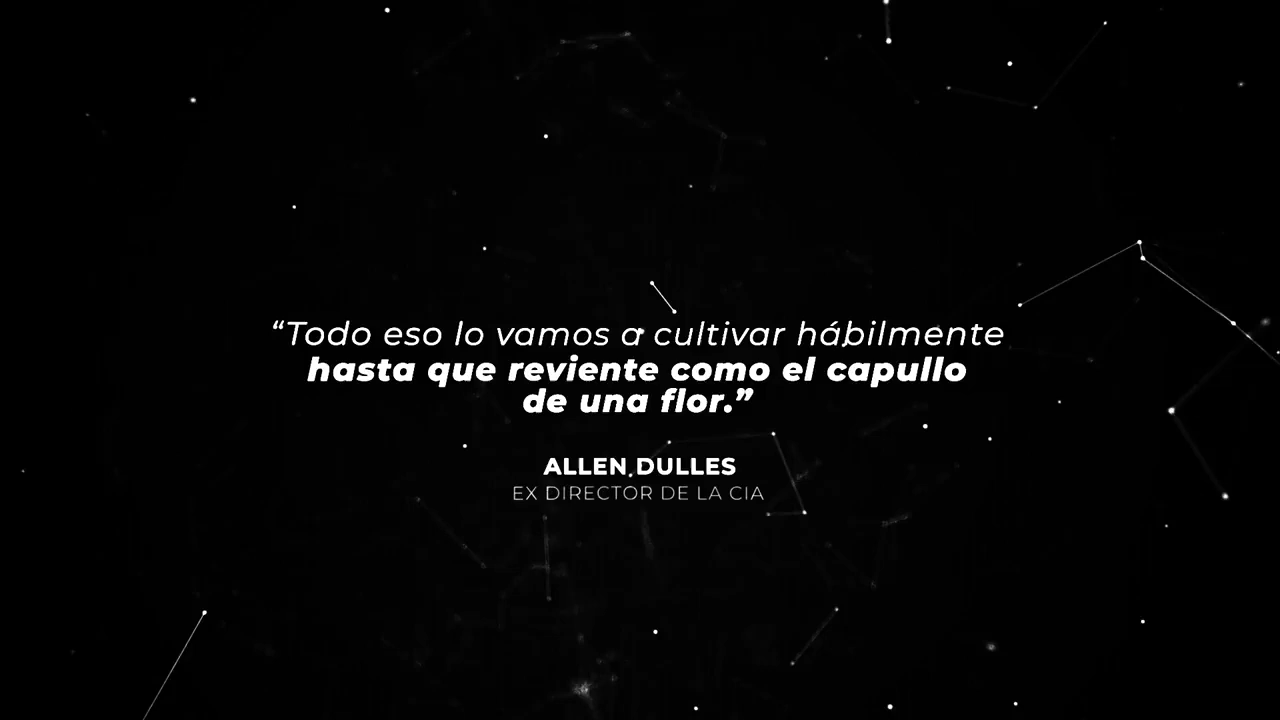 “Todo eso lo vamos a cultivar hábilmente
hasta que reviente como el capullo
de una flor.”
ALLEN DULLES
EX DIRECTOR DE LA CIA